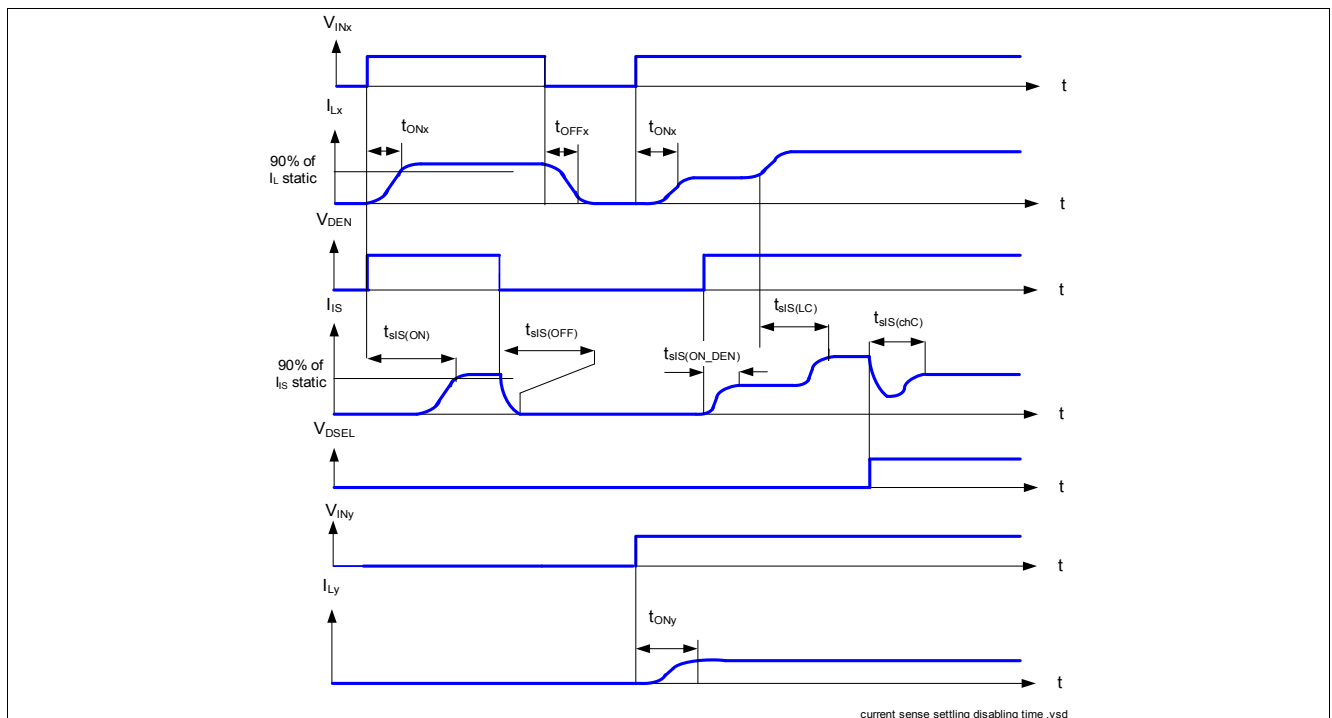 VINx
t
ILx
tONx
tOFFx
tONx
90% of
IL static
t
VDEN
t
IIS
tsIS(ON)
tsIS(OFF)
tsIS(LC)
tsIS(chC)
tsIS(ON_DEN)
90% of
IIS static
t
VDSEL
t
VINy
t
ILy
tONy
t
current sense settling disabling time .vsd